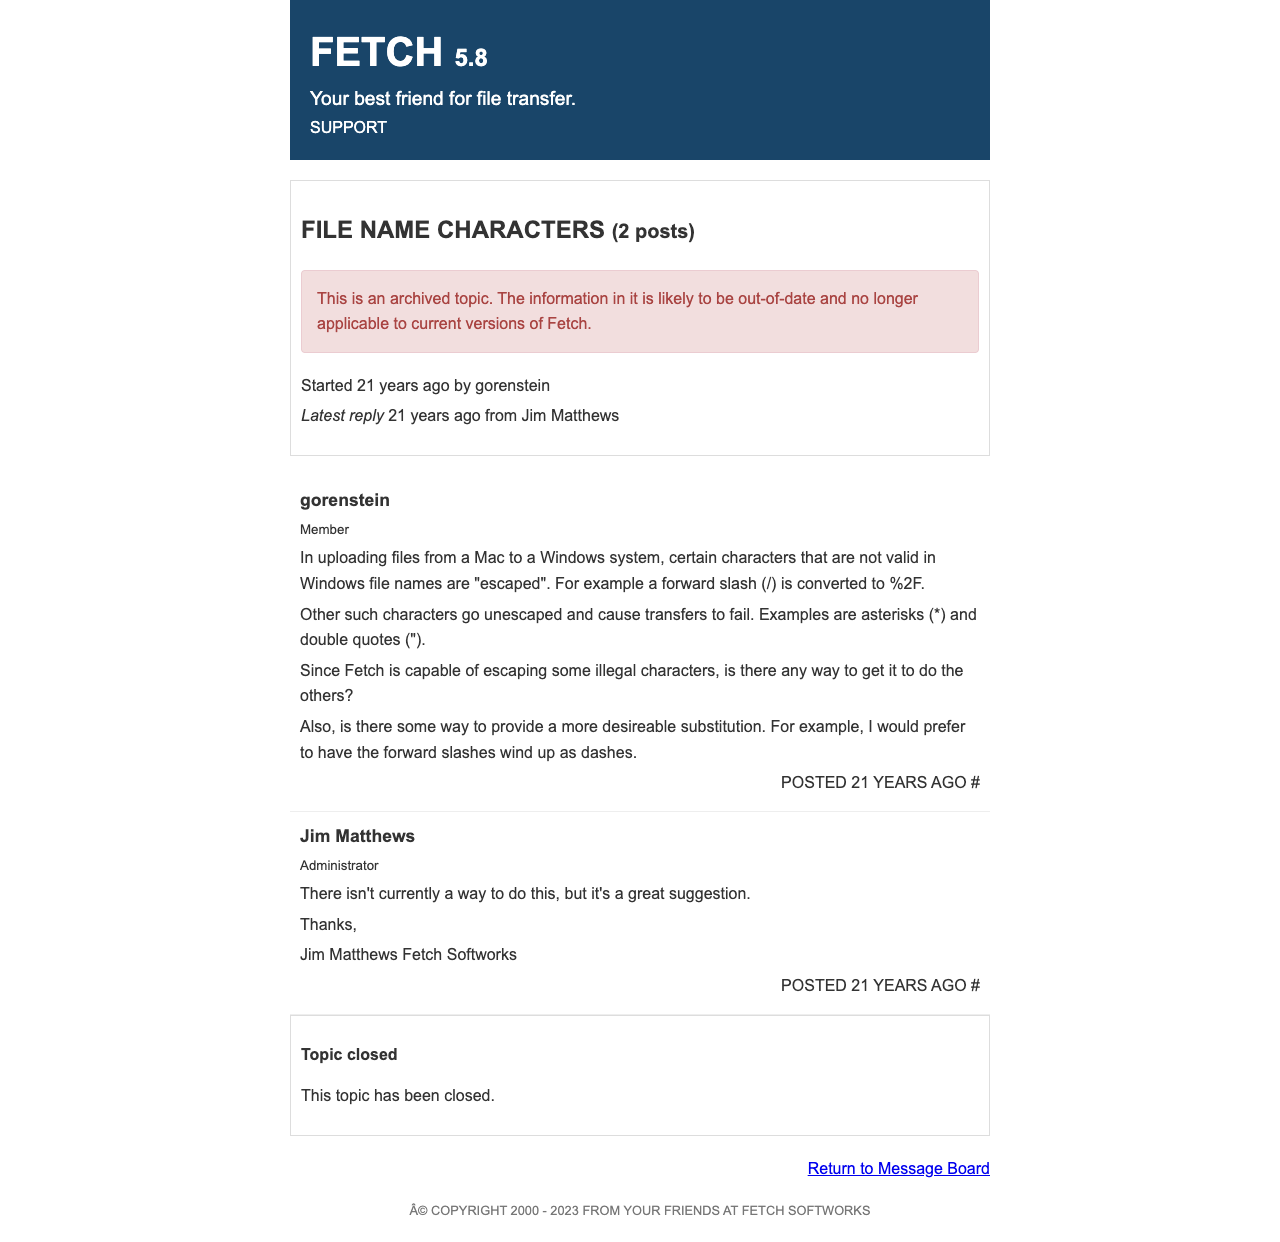 FETCH 5.8
Your best friend for file transfer.
SUPPORT
FILE NAME CHARACTERS (2 posts)
This is an archived topic. The information in it is likely to be out-of-date and no longer
applicable to current versions of Fetch.
Started 21 years ago by gorenstein
Latest reply 21 years ago from Jim Matthews
gorenstein
Member
In uploading files from a Mac to a Windows system, certain characters that are not valid in
Windows file names are "escaped". For example a forward slash (/) is converted to %2F.
Other such characters go unescaped and cause transfers to fail. Examples are asterisks (*) and
double quotes (").
Since Fetch is capable of escaping some illegal characters, is there any way to get it to do the
others?
Also, is there some way to provide a more desireable substitution. For example, I would prefer
to have the forward slashes wind up as dashes.
POSTED 21 YEARS AGO #
Jim Matthews
Administrator
There isn't currently a way to do this, but it's a great suggestion.
Thanks,
Jim Matthews Fetch Softworks
POSTED 21 YEARS AGO #
Topic closed
This topic has been closed.
Return to Message Board
Â© COPYRIGHT 2000 - 2023 FROM YOUR FRIENDS AT FETCH SOFTWORKS